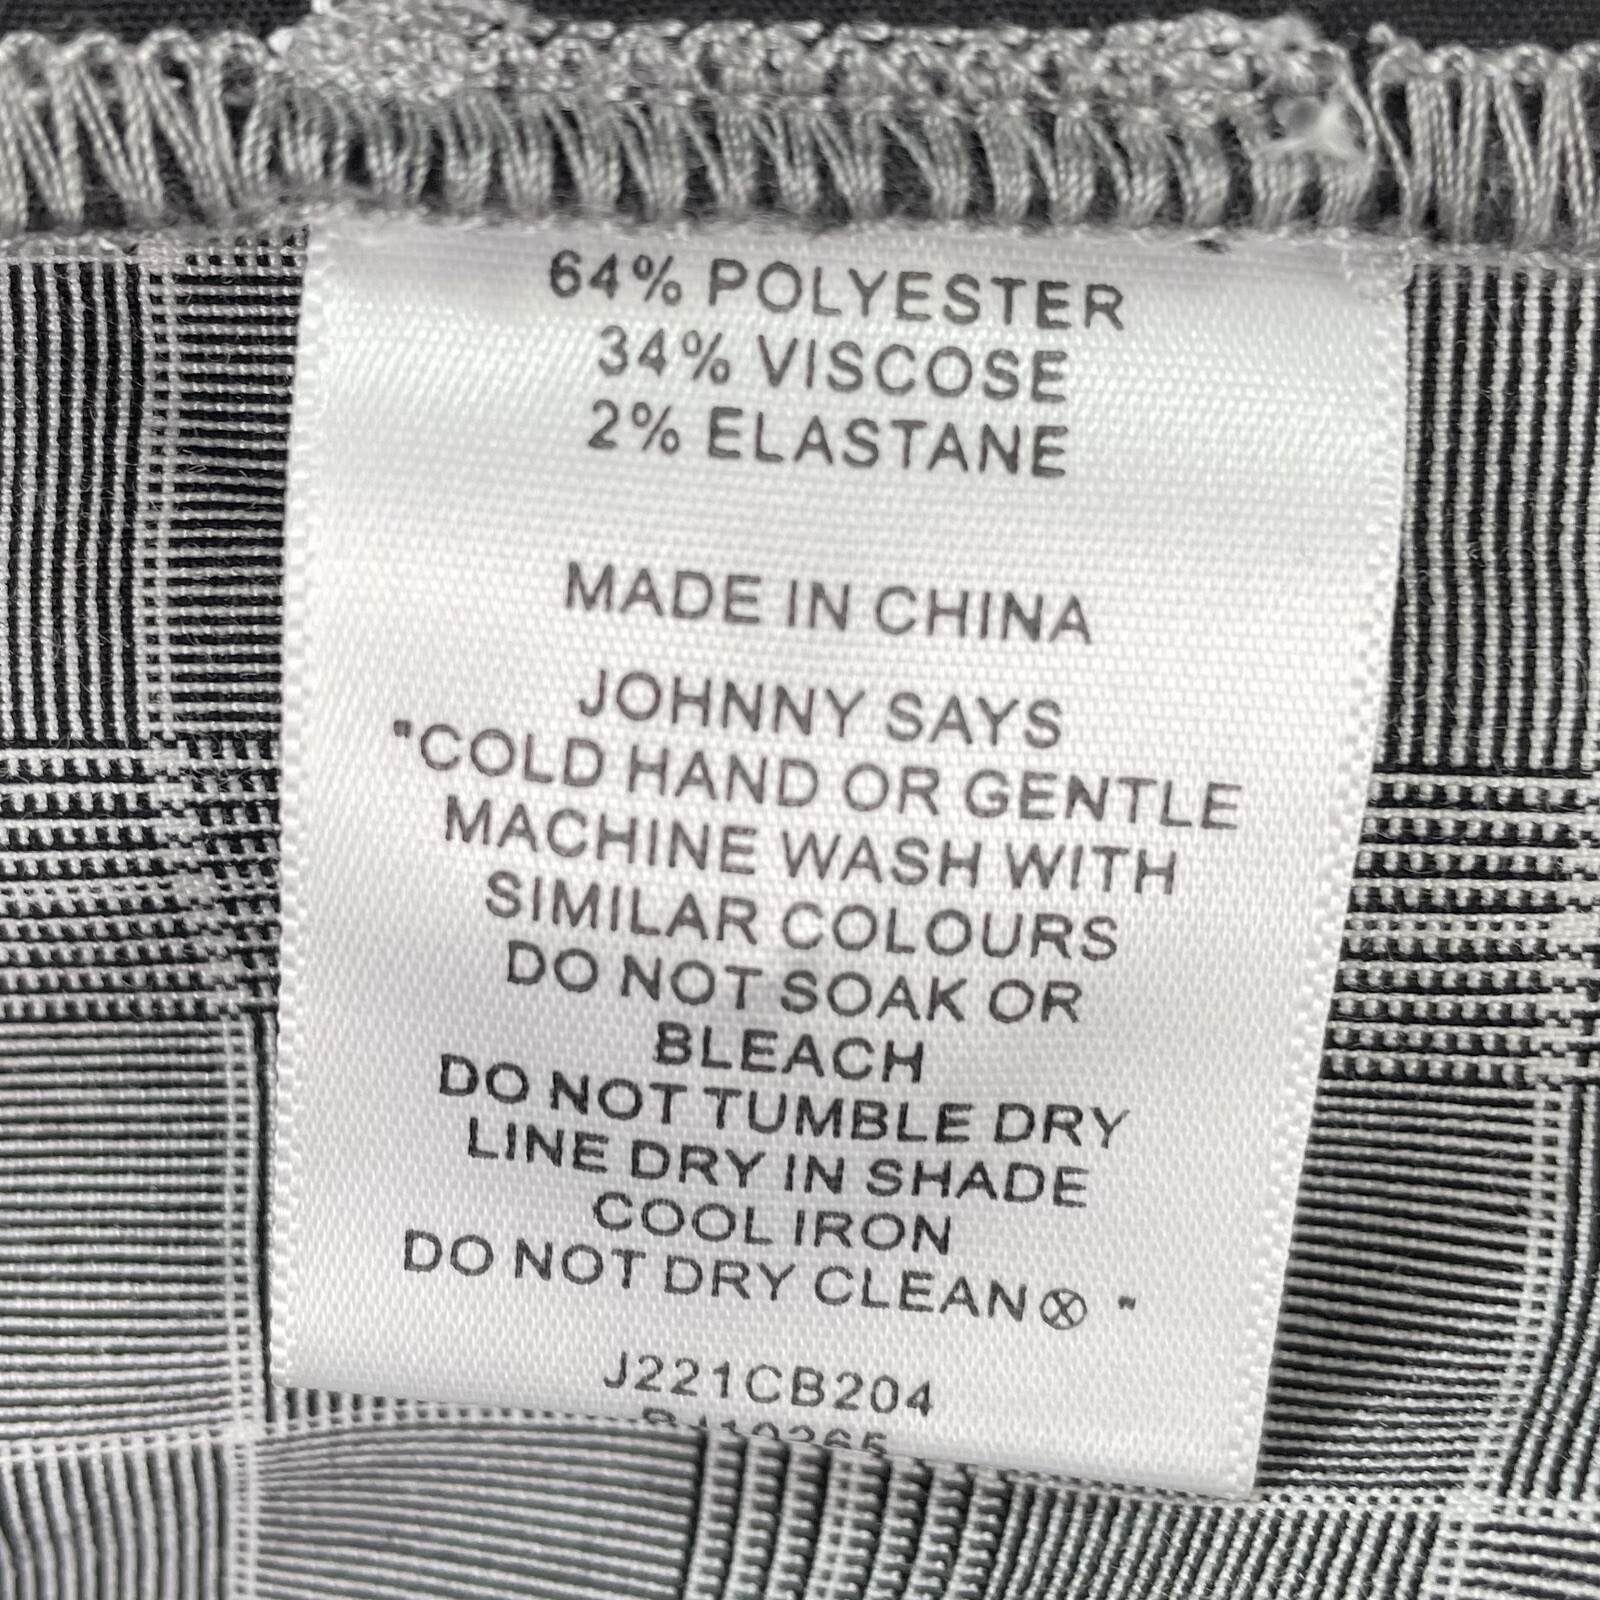 64% POLYESTER
34% VISCOSE
2% ELASTANE
MADE IN CHINA
JOHNNY SAYS
"COLD HAND OR GENTLE
MACHINE WASH WITH
SIMILAR COLOURS
DO NOT SOAK OR
BLEACH
DO NOT TUMBLE DRY
LINE DRY IN SHADE
COOL IRON
DO NOT DRY CLEANⓍ "
J221CB204